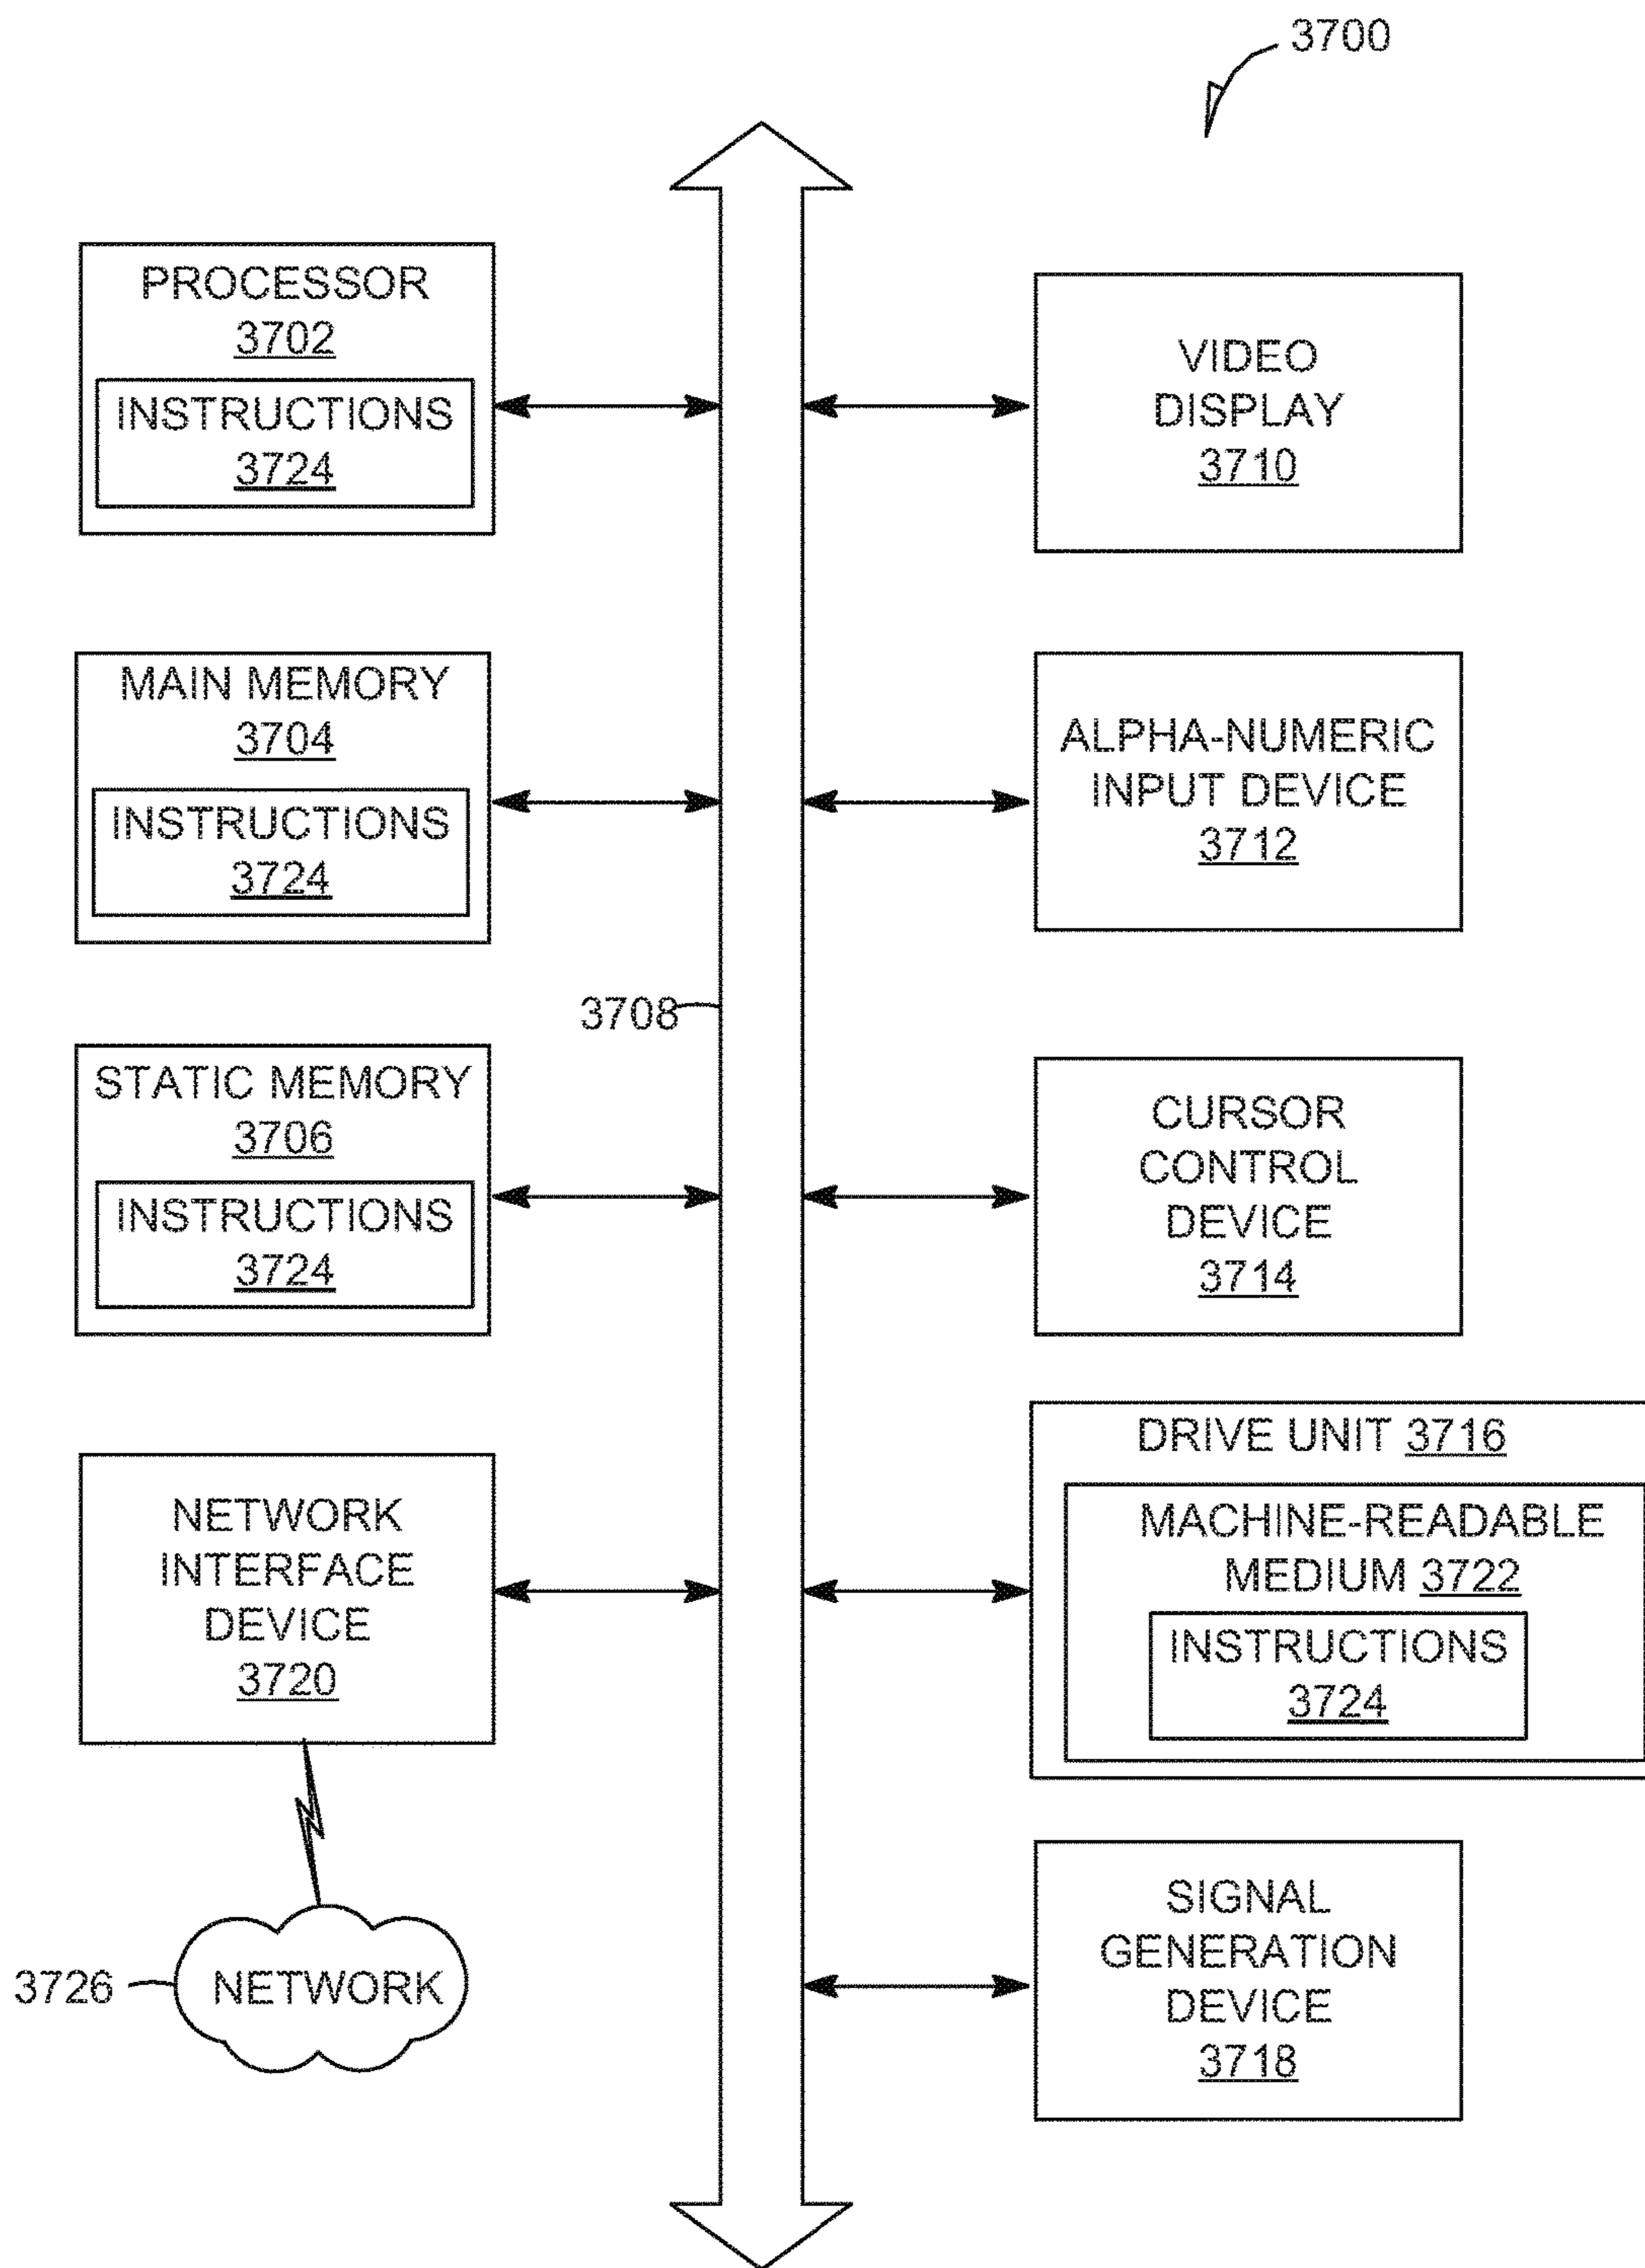 3700
PROCESSOR
3702
INSTRUCTIONS
3724
MAIN MEMORY
3704
INSTRUCTIONS
3724
3708
STATIC MEMORY
3706
INSTRUCTIONS
3724
NETWORK
INTERFACE
DEVICE
3720
3726
NETWORK
VIDEO
DISPLAY
3710
ALPHA-NUMERIC
INPUT DEVICE
3712
CURSOR
CONTROL
DEVICE
3714
DRIVE UNIT 3716
MACHINE-READABLE
MEDIUM 3722
INSTRUCTIONS
3724
SIGNAL
GENERATION
DEVICE
3718